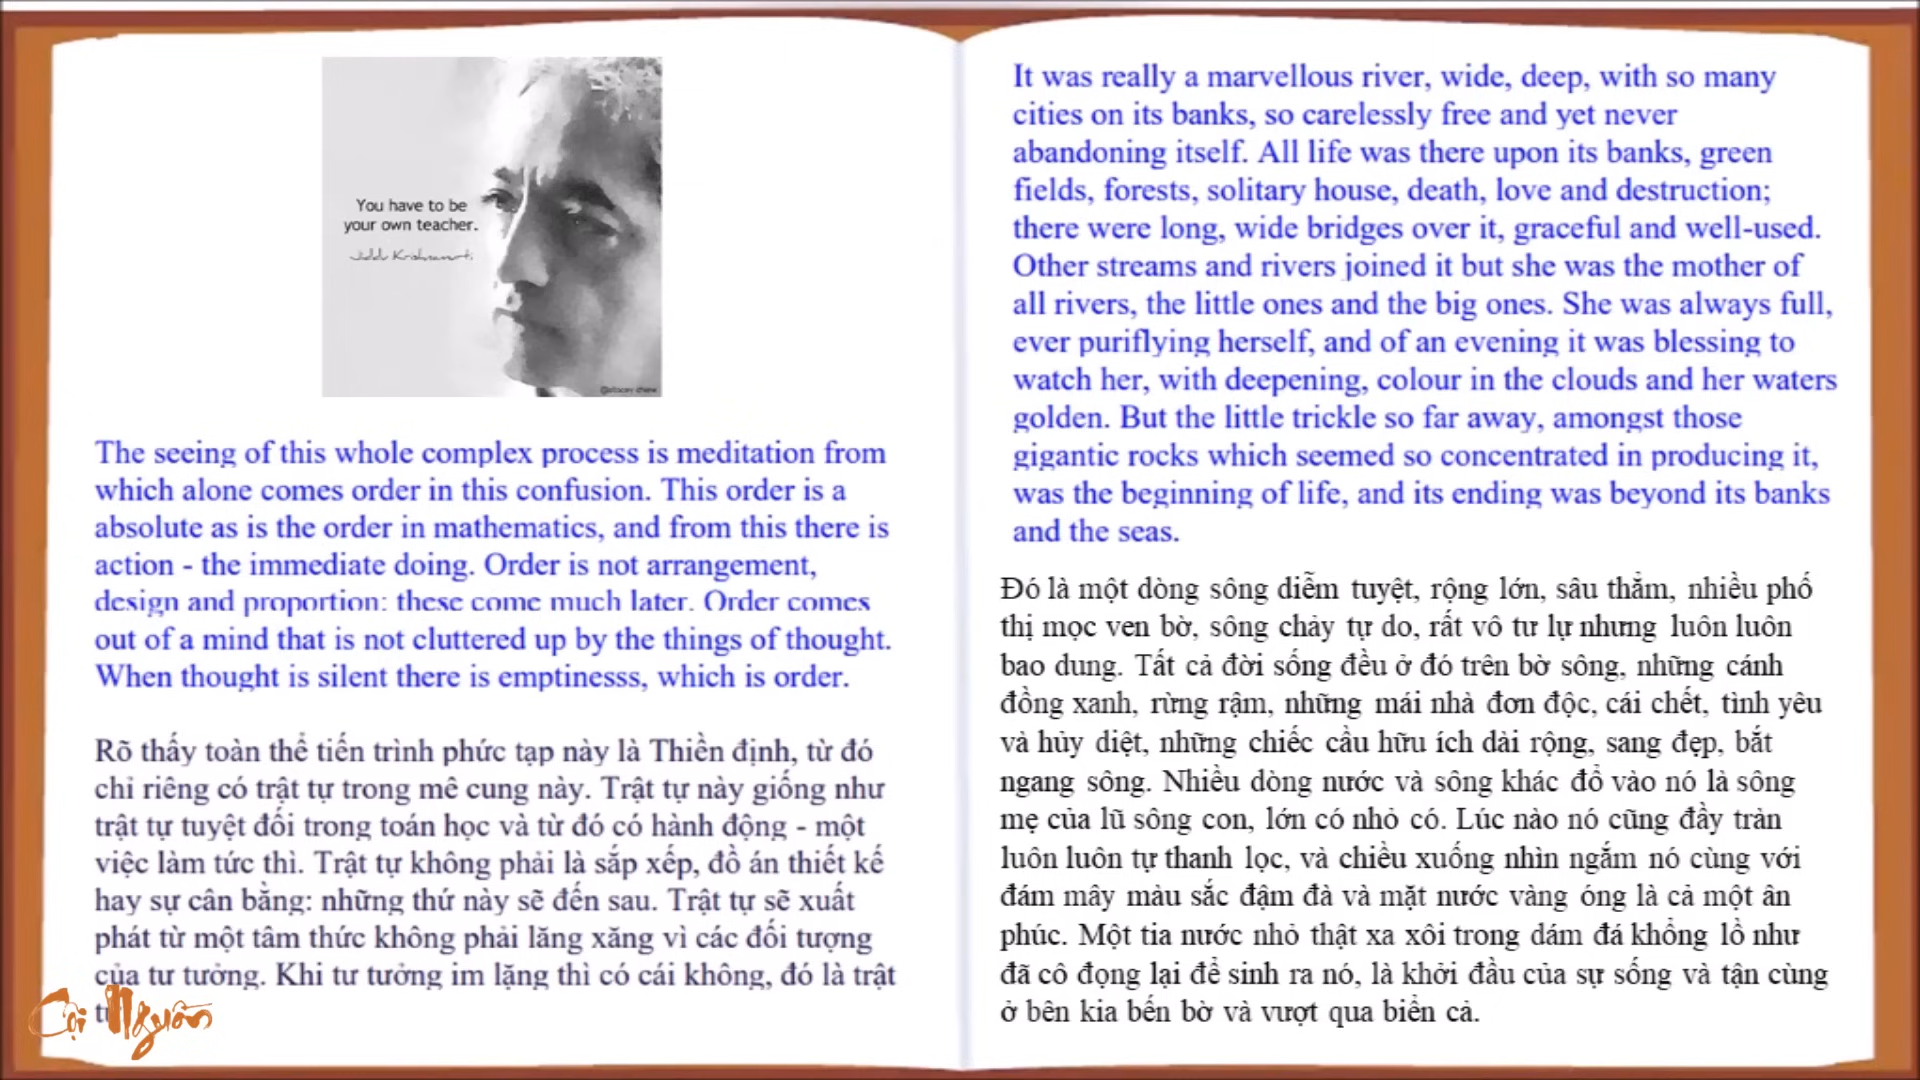 You have to be
your own teacher.
Jiddu Krishnamurti
@stacey chiew
The seeing of this whole complex process is meditation from
which alone comes order in this confusion. This order is a
absolute as is the order in mathematics, and from this there is
action - the immediate doing. Order is not arrangement,
design and proportion: these come much later. Order comes
out of a mind that is not cluttered up by the things of thought.
When thought is silent there is emptinesss, which is order.
Rõ thấy toàn thể tiến trình phức tạp này là Thiền định, từ đó
chỉ riêng có trật tự trong mê cung này. Trật tự này giống như
trật tự tuyệt đối trong toán học và từ đó có hành động - một
việc làm tức thì. Trật tự không phải là sắp xếp, đồ án thiết kế
hay sự cân bằng: những thứ này sẽ đến sau. Trật tự sẽ xuất
phát từ một tâm thức không phải lăng xăng vì các đối tượng
của tư tưởng. Khi tư tưởng im lặng thì có cái không, đó là trật
Cội Nguồn
It was really a marvellous river, wide, deep, with so many
cities on its banks, so carelessly free and yet never
abandoning itself. All life was there upon its banks, green
fields, forests, solitary house, death, love and destruction;
there were long, wide bridges over it, graceful and well-used.
Other streams and rivers joined it but she was the mother of
all rivers, the little ones and the big ones. She was always full,
ever puriflying herself, and of an evening it was blessing to
watch her, with deepening, colour in the clouds and her waters
golden. But the little trickle so far away, amongst those
gigantic rocks which seemed so concentrated in producing it,
was the beginning of life, and its ending was beyond its banks
and the seas.
Đó là một dòng sông diễm tuyệt, rộng lớn, sâu thẳm, nhiều phố
thị mọc ven bờ, sông chảy tự do, rất vô tư lự nhưng luôn luôn
bao dung. Tất cả đời sống đều ở đó trên bờ sông, những cánh
đồng xanh, rừng rậm, những mái nhà đơn độc, cái chết, tình yêu
và hủy diệt, những chiếc cầu hữu ích dài rộng, sang đẹp, bắt
ngang sông. Nhiều dòng nước và sông khác đổ vào nó là sông
mẹ của lũ sông con, lớn có nhỏ có. Lúc nào nó cũng đầy tràn
luôn luôn tự thanh lọc, và chiều xuống nhìn ngắm nó cùng với
đám mây màu sắc đậm đà và mặt nước vàng óng là cả một ân
phúc. Một tia nước nhỏ thật xa xôi trong dám đá khổng lồ như
đã cô đọng lại để sinh ra nó, là khởi đầu của sự sống và tận cùng
ở bên kia bến bờ và vượt qua biển cả.